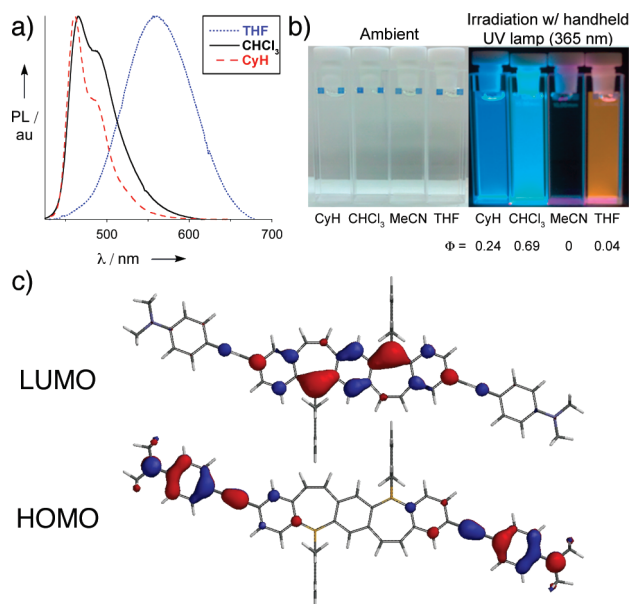 a)
THF
CHCl₃
CyH
PL / au
500
600
700
λ / nm
b)
Ambient
Irradiation w/ handheld
UV lamp (365 nm)
CyH CHCl₃ MeCN THF
CyH CHCl₃ MeCN THF
Φ = 0.24 0.69 0 0.04
c)
LUMO
HOMO